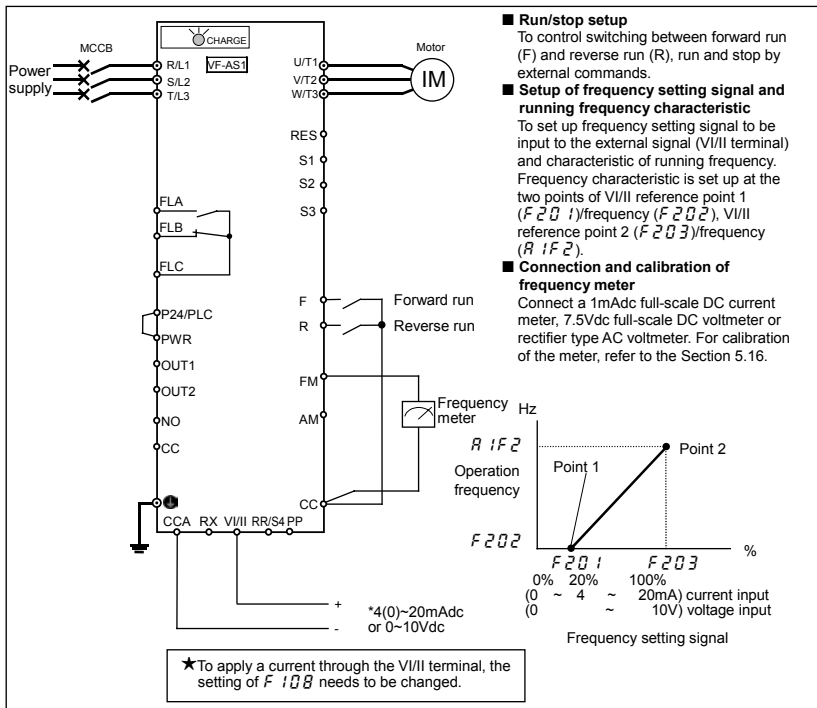 CHARGE
MCCB
VF-AS1
Power
supply
R/L1
S/L2
T/L3
U/T1
V/T2
W/T3
Motor
IM
RES
S1
S2
S3
FLA
FLB
FLC
F
Forward run
R
Reverse run
P24/PLC
PWR
OUT1
OUT2
NO
CC
FM
AM
Frequency
meter
CC
CCA RX VI/II RR/S4 PP
+
-
*4(0)~20mAdc
or 0~10Vdc
★To apply a current through the VI/II terminal, the
setting of F108 needs to be changed.
■ Run/stop setup
To control switching between forward run
(F) and reverse run (R), run and stop by
external commands.
■ Setup of frequency setting signal and
running frequency characteristic
To set up frequency setting signal to be
input to the external signal (VI/II terminal)
and characteristic of running frequency.
Frequency characteristic is set up at the
two points of VI/II reference point 1
(F201)/frequency (F202), VI/II
reference point 2 (F203)/frequency
(A1F2).
■ Connection and calibration of
frequency meter
Connect a 1mAdc full-scale DC current
meter, 7.5Vdc full-scale DC voltmeter or
rectifier type AC voltmeter. For calibration
of the meter, refer to the Section 5.16.
Hz
A1F2
Operation
frequency
F202
Point 1
Point 2
F201 F203
%
0% 20% 100%
(0 ~ 4 ~ 20mA) current input
(0 ~ 10V) voltage input
Frequency setting signal